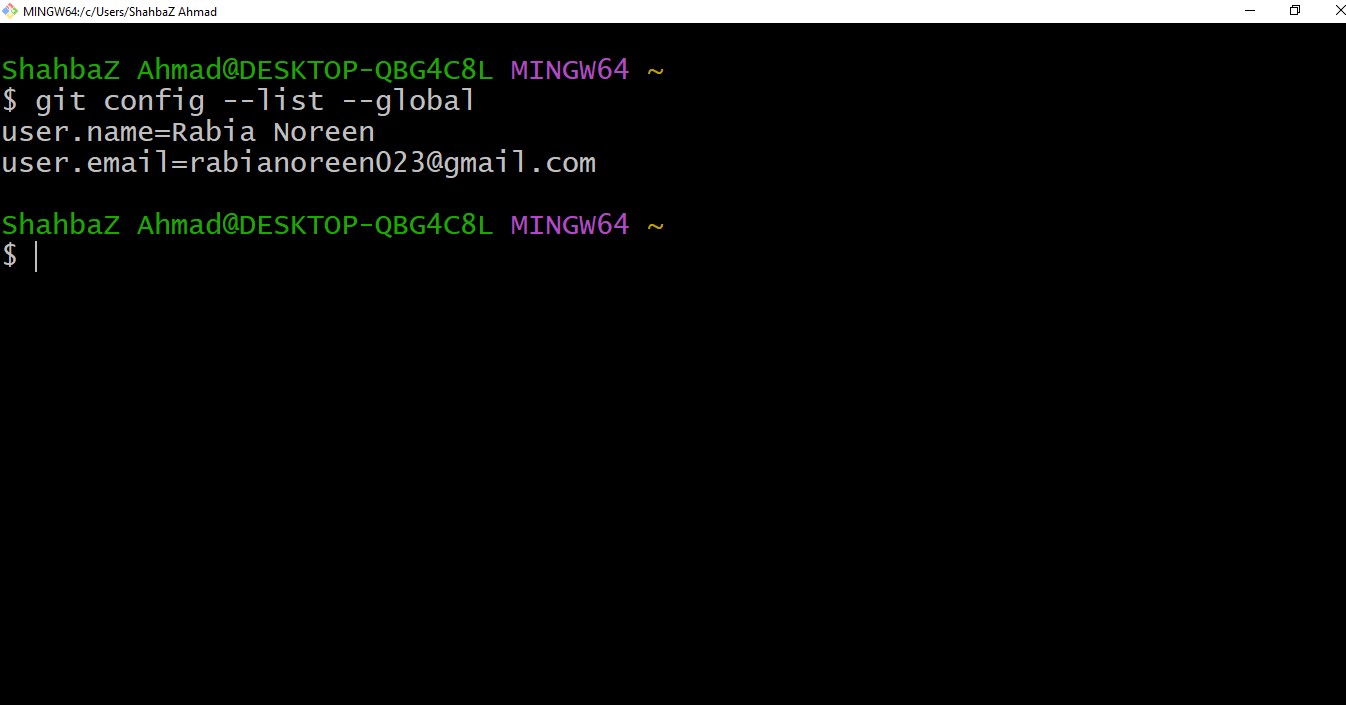 MINGW64:/c/Users/ShahbaZ Ahmad
ShahbaZ Ahmad@DESKTOP-QBG4C8L MINGW64 ~
$ git config --list --global
user.name=Rabia Noreen
user.email=rabianoreen023@gmail.com
ShahbaZ Ahmad@DESKTOP-QBG4C8L MINGW64 ~
$